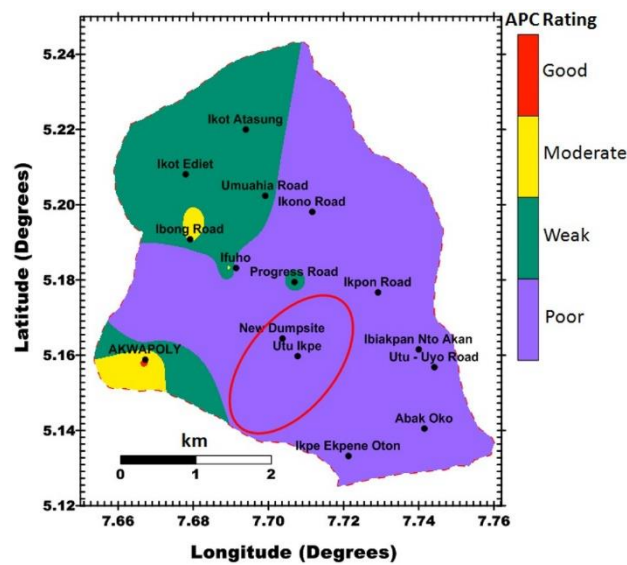 APC Rating
Good
Moderate
Weak
Poor
Latitude (Degrees)
5.24
5.22
5.20
5.18
5.16
5.14
5.12
Ikot Atasung
Ikot Ediet
Umuahia Road
Ikono Road
Ibong Road
Ifuho
Progress Road
Ikpon Road
New Dumpsite
Utu Ikpe
Ibiakpan Nto Akan
Utu - Uyo Road
AKWAPOLY
Abak Oko
Ikpe Ekpene Oton
km
0 1 2
7.66 7.68 7.70 7.72 7.74 7.76
Longitude (Degrees)